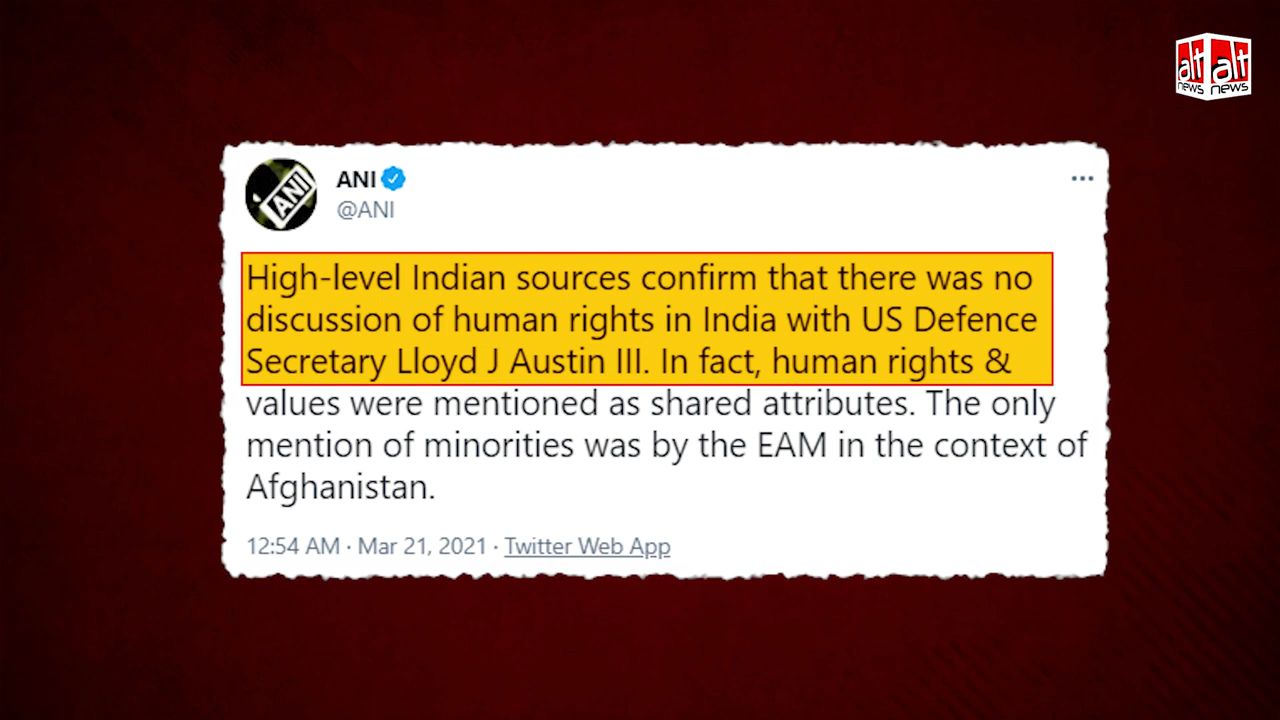 alt alt
news news
ANI
ANI
@ANI
High-level Indian sources confirm that there was no
discussion of human rights in India with US Defence
Secretary Lloyd J Austin III. In fact, human rights &
values were mentioned as shared attributes. The only
mention of minorities was by the EAM in the context of
Afghanistan.
12:54 AM · Mar 21, 2021 · Twitter Web App